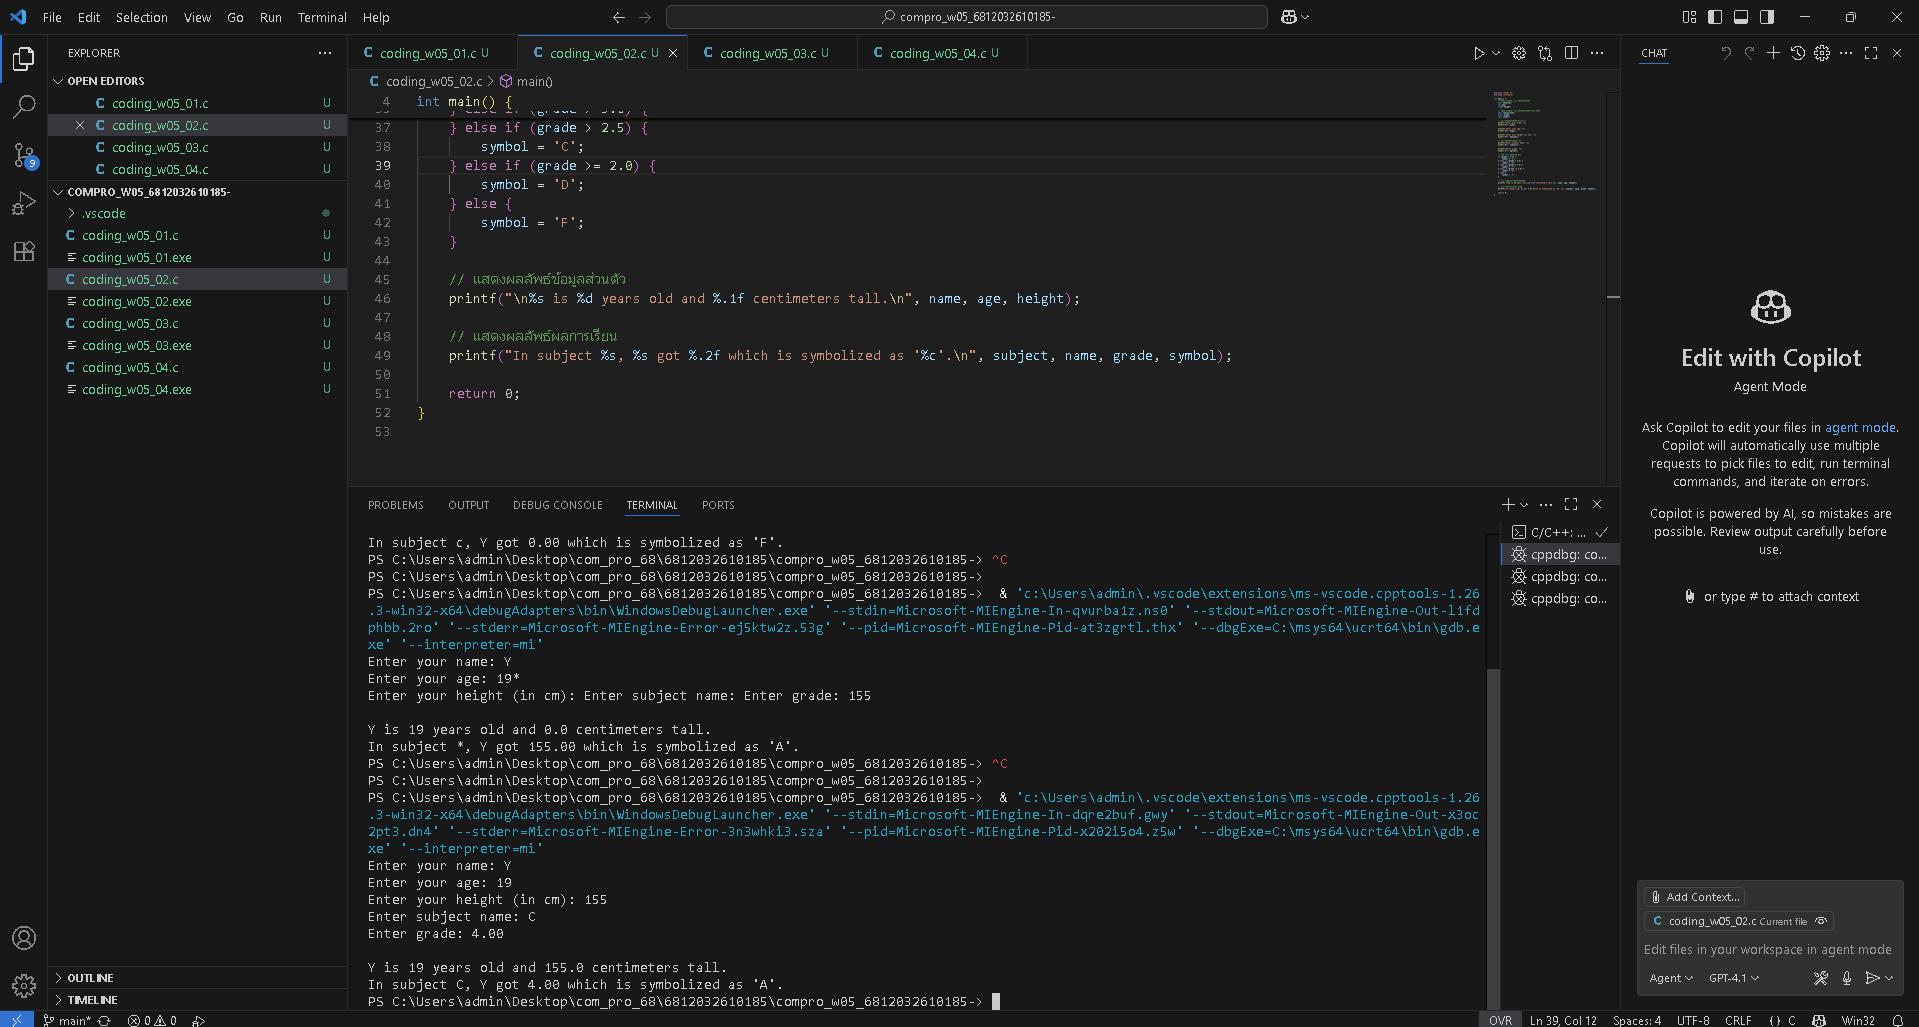 File Edit Selection View Go Run Terminal Help
compro_w05_6812032610185-
EXPLORER
OPEN EDITORS
coding_w05_01.c U
coding_w05_02.c U
coding_w05_03.c U
coding_w05_04.c U
COMPRO_W05_6812032610185-
.vscode
coding_w05_01.c U
coding_w05_01.exe U
coding_w05_02.c U
coding_w05_02.exe U
coding_w05_03.c U
coding_w05_03.exe U
coding_w05_04.c U
coding_w05_04.exe U
OUTLINE
TIMELINE
9
C coding_w05_01.c U C coding_w05_02.c U C coding_w05_03.c U C coding_w05_04.c U
C coding_w05_02.c > main()
4 int main() {
37 } else if (grade > 2.5) {
38 symbol = 'C';
39 } else if (grade >= 2.0) {
40 symbol = 'D';
41 } else {
42 symbol = 'F';
43 }
44
45 // แสดงผลลัพธ์ข้อมูลส่วนตัว
46 printf("\n%s is %d years old and %.1f centimeters tall.\n", name, age, height);
47
48 // แสดงผลลัพธ์ผลการเรียน
49 printf("In subject %s, %s got %.2f which is symbolized as '%c'.\n", subject, name, grade, symbol);
50
51 return 0;
52 }
53
PROBLEMS OUTPUT DEBUG CONSOLE TERMINAL PORTS
In subject c, Y got 0.00 which is symbolized as 'F'.
PS C:\Users\admin\Desktop\com_pro_68\6812032610185\compro_w05_6812032610185-> ^C
PS C:\Users\admin\Desktop\com_pro_68\6812032610185\compro_w05_6812032610185->
PS C:\Users\admin\Desktop\com_pro_68\6812032610185\compro_w05_6812032610185-> & 'c:\Users\admin\.vscode\extensions\ms-vscode.cpptools-1.26
.3-win32-x64\debugAdapters\bin\WindowsDebugLauncher.exe' '--stdin=Microsoft-MIEngine-In-qvurba1z.ns0' '--stdout=Microsoft-MIEngine-Out-l1fd
phbb.2ro' '--stderr=Microsoft-MIEngine-Error-ej5ktw2z.53g' '--pid=Microsoft-MIEngine-Pid-at3zgrtl.thx' '--dbgExe=C:\msys64\ucrt64\bin\gdb.e
xe' '--interpreter=mi'
Enter your name: Y
Enter your age: 19*
Enter your height (in cm): Enter subject name: Enter grade: 155
Y is 19 years old and 0.0 centimeters tall.
In subject *, Y got 155.00 which is symbolized as 'A'.
PS C:\Users\admin\Desktop\com_pro_68\6812032610185\compro_w05_6812032610185-> ^C
PS C:\Users\admin\Desktop\com_pro_68\6812032610185\compro_w05_6812032610185->
PS C:\Users\admin\Desktop\com_pro_68\6812032610185\compro_w05_6812032610185-> & 'c:\Users\admin\.vscode\extensions\ms-vscode.cpptools-1.26
.3-win32-x64\debugAdapters\bin\WindowsDebugLauncher.exe' '--stdin=Microsoft-MIEngine-In-dqre2buf.gwy' '--stdout=Microsoft-MIEngine-Out-x3oc
2pt3.dn4' '--stderr=Microsoft-MIEngine-Error-3n3whki3.sza' '--pid=Microsoft-MIEngine-Pid-x202i5o4.z5w' '--dbgExe=C:\msys64\ucrt64\bin\gdb.e
xe' '--interpreter=mi'
Enter your name: Y
Enter your age: 19
Enter your height (in cm): 155
Enter subject name: C
Enter grade: 4.00
Y is 19 years old and 155.0 centimeters tall.
In subject C, Y got 4.00 which is symbolized as 'A'.
PS C:\Users\admin\Desktop\com_pro_68\6812032610185\compro_w05_6812032610185->
C/C++: ...
cppdbg: co...
cppdbg: co...
cppdbg: co...
CHAT
Edit with Copilot
Agent Mode
Ask Copilot to edit your files in agent mode.
Copilot will automatically use multiple
requests to pick files to edit, run terminal
commands, and iterate on errors.
Copilot is powered by AI, so mistakes are
possible. Review output carefully before
use.
or type # to attach context
Add Context...
C coding_w05_02.c Current file
Edit files in your workspace in agent mode
Agent GPT-4.1
main* 0 0 OVR Ln 39, Col 12 Spaces: 4 UTF-8 CRLF {} C Win32